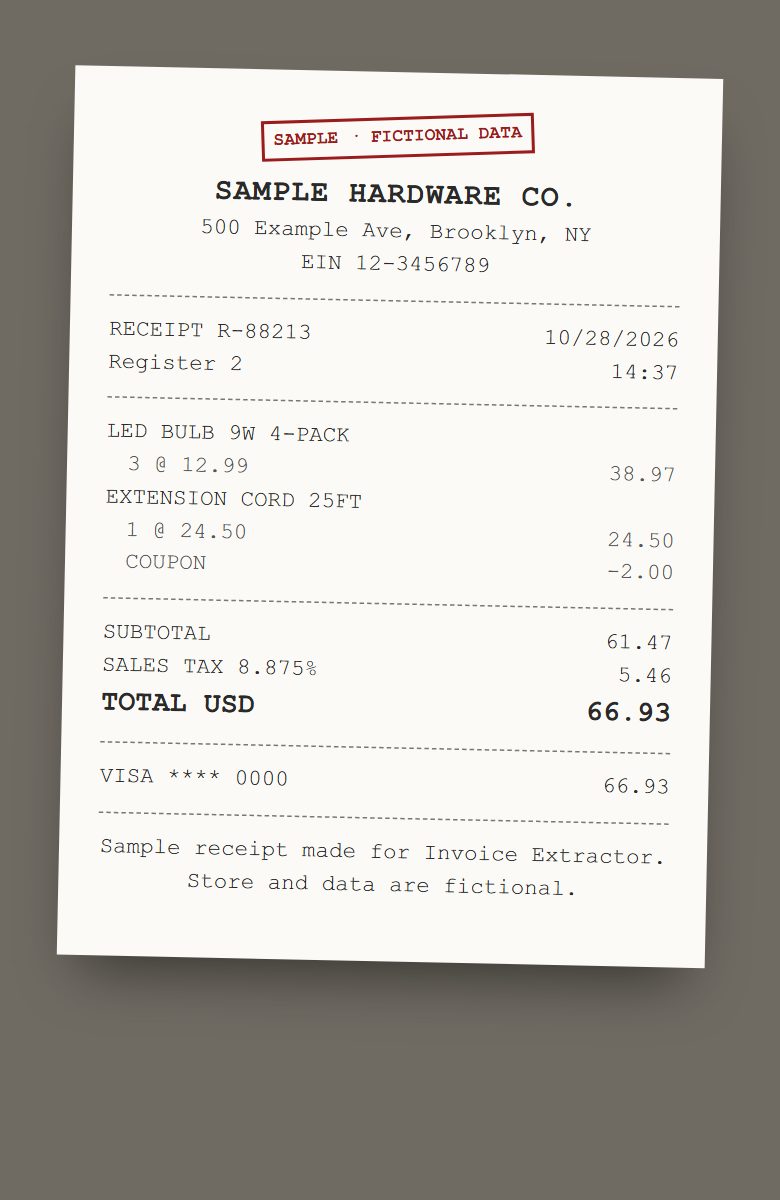 SAMPLE · FICTIONAL DATA
SAMPLE HARDWARE CO.
500 Example Ave, Brooklyn, NY
EIN 12-3456789
RECEIPT R-88213 10/28/2026
Register 2 14:37
LED BULB 9W 4-PACK
3 @ 12.99 38.97
EXTENSION CORD 25FT
1 @ 24.50 24.50
COUPON -2.00
SUBTOTAL 61.47
SALES TAX 8.875% 5.46
TOTAL USD 66.93
VISA **** 0000 66.93
Sample receipt made for Invoice Extractor.
Store and data are fictional.